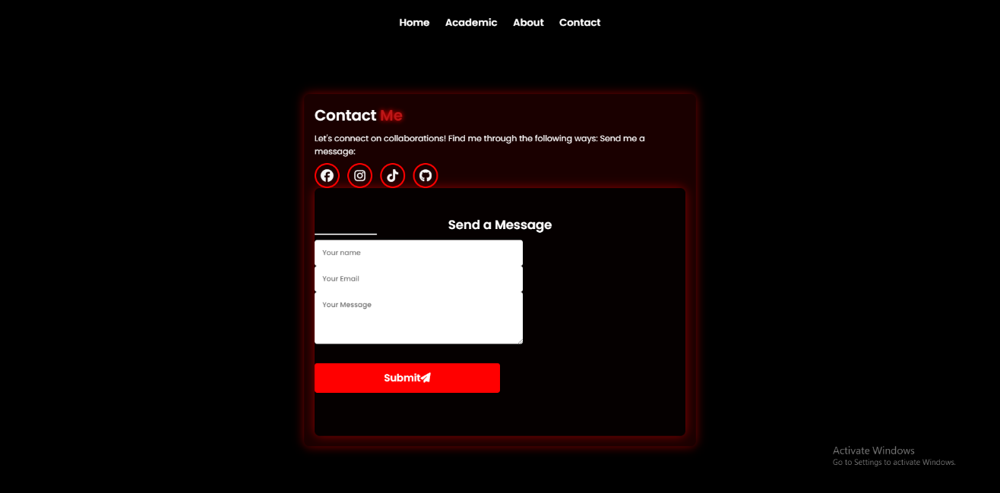 Home Academic About Contact
Contact Me
Let's connect on collaborations! Find me through the following ways: Send me a
message:
Send a Message
Your name
Your Email
Your Message
Submit
Activate Windows
Go to Settings to activate Windows.